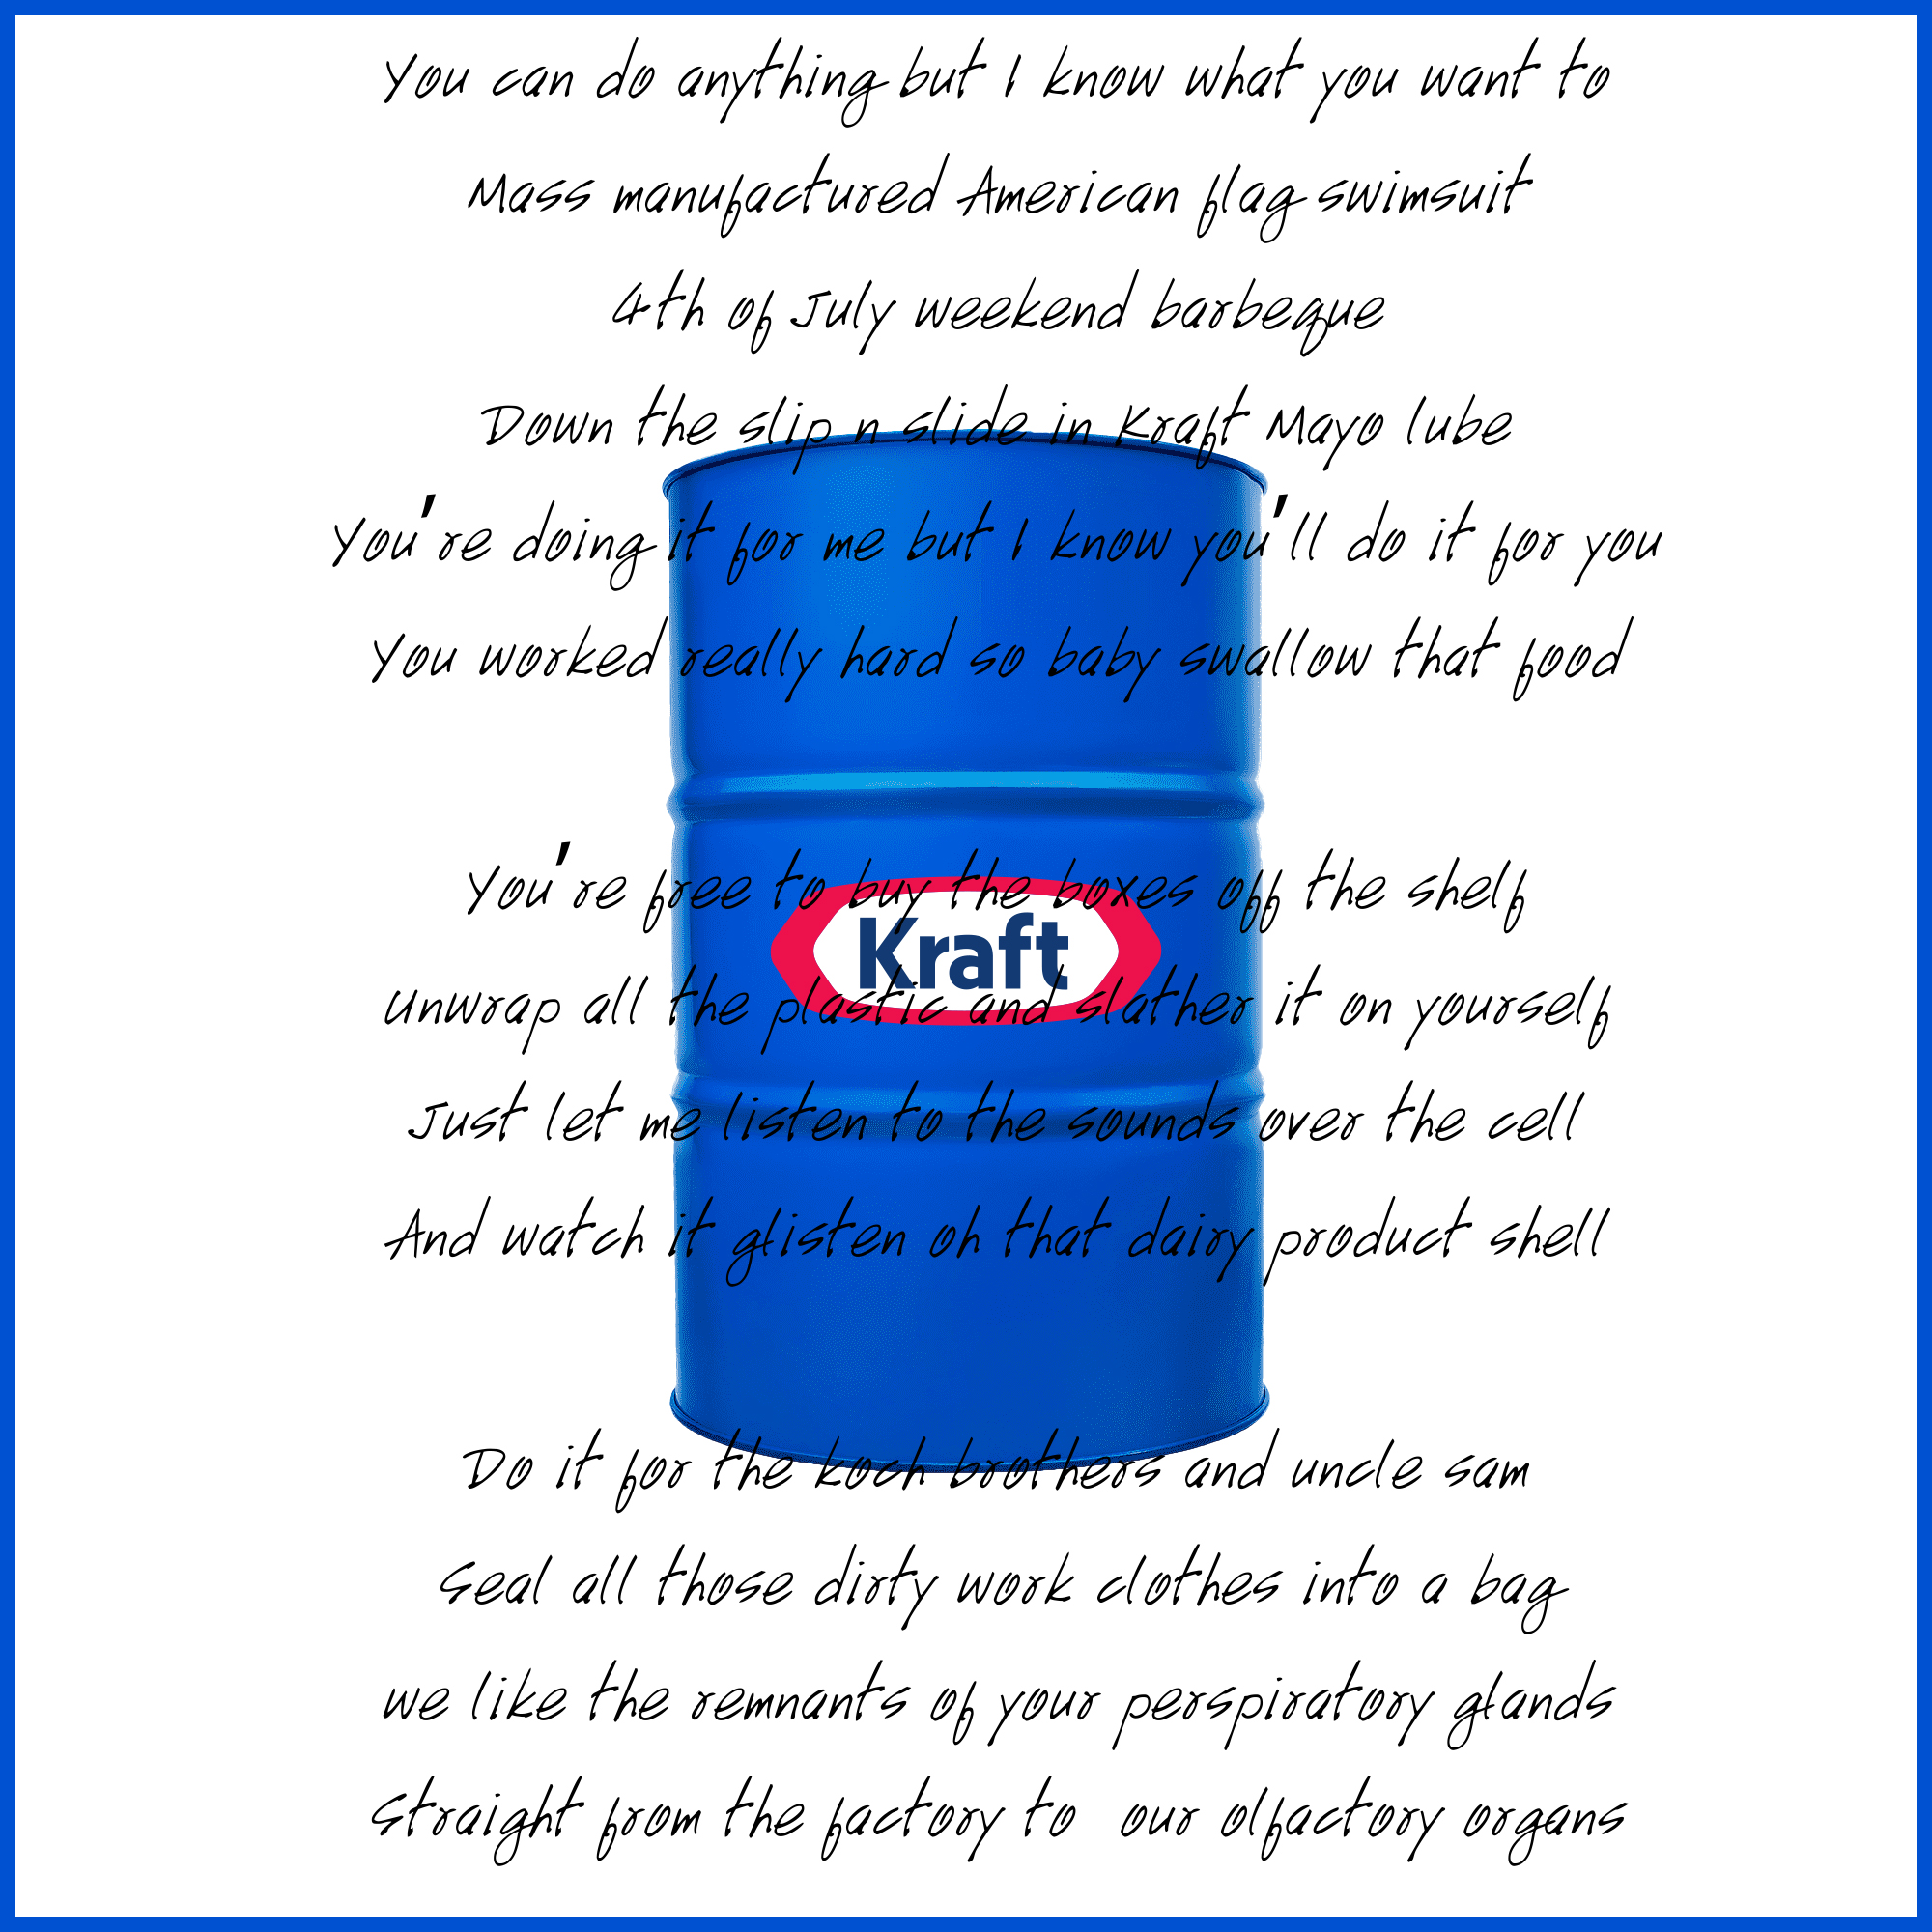 You can do anything but I know what you want to
Mass manufactured American flag swimsuit
4th of July weekend barbeque
Down the slip n slide in Kraft Mayo lube
You're doing it for me but I know you'll do it for you
You worked really hard so baby swallow that food
You're free to buy the boxes off the shelf
Kraft
Unwrap all the plastic and slather it on yourself
Just let me listen to the sounds over the cell
And watch it glisten oh that dairy product shell
Do it for the koch brothers and uncle sam
Seal all those dirty work clothes into a bag
we like the remnants of your perspiratory glands
Straight from the factory to our olfactory organs